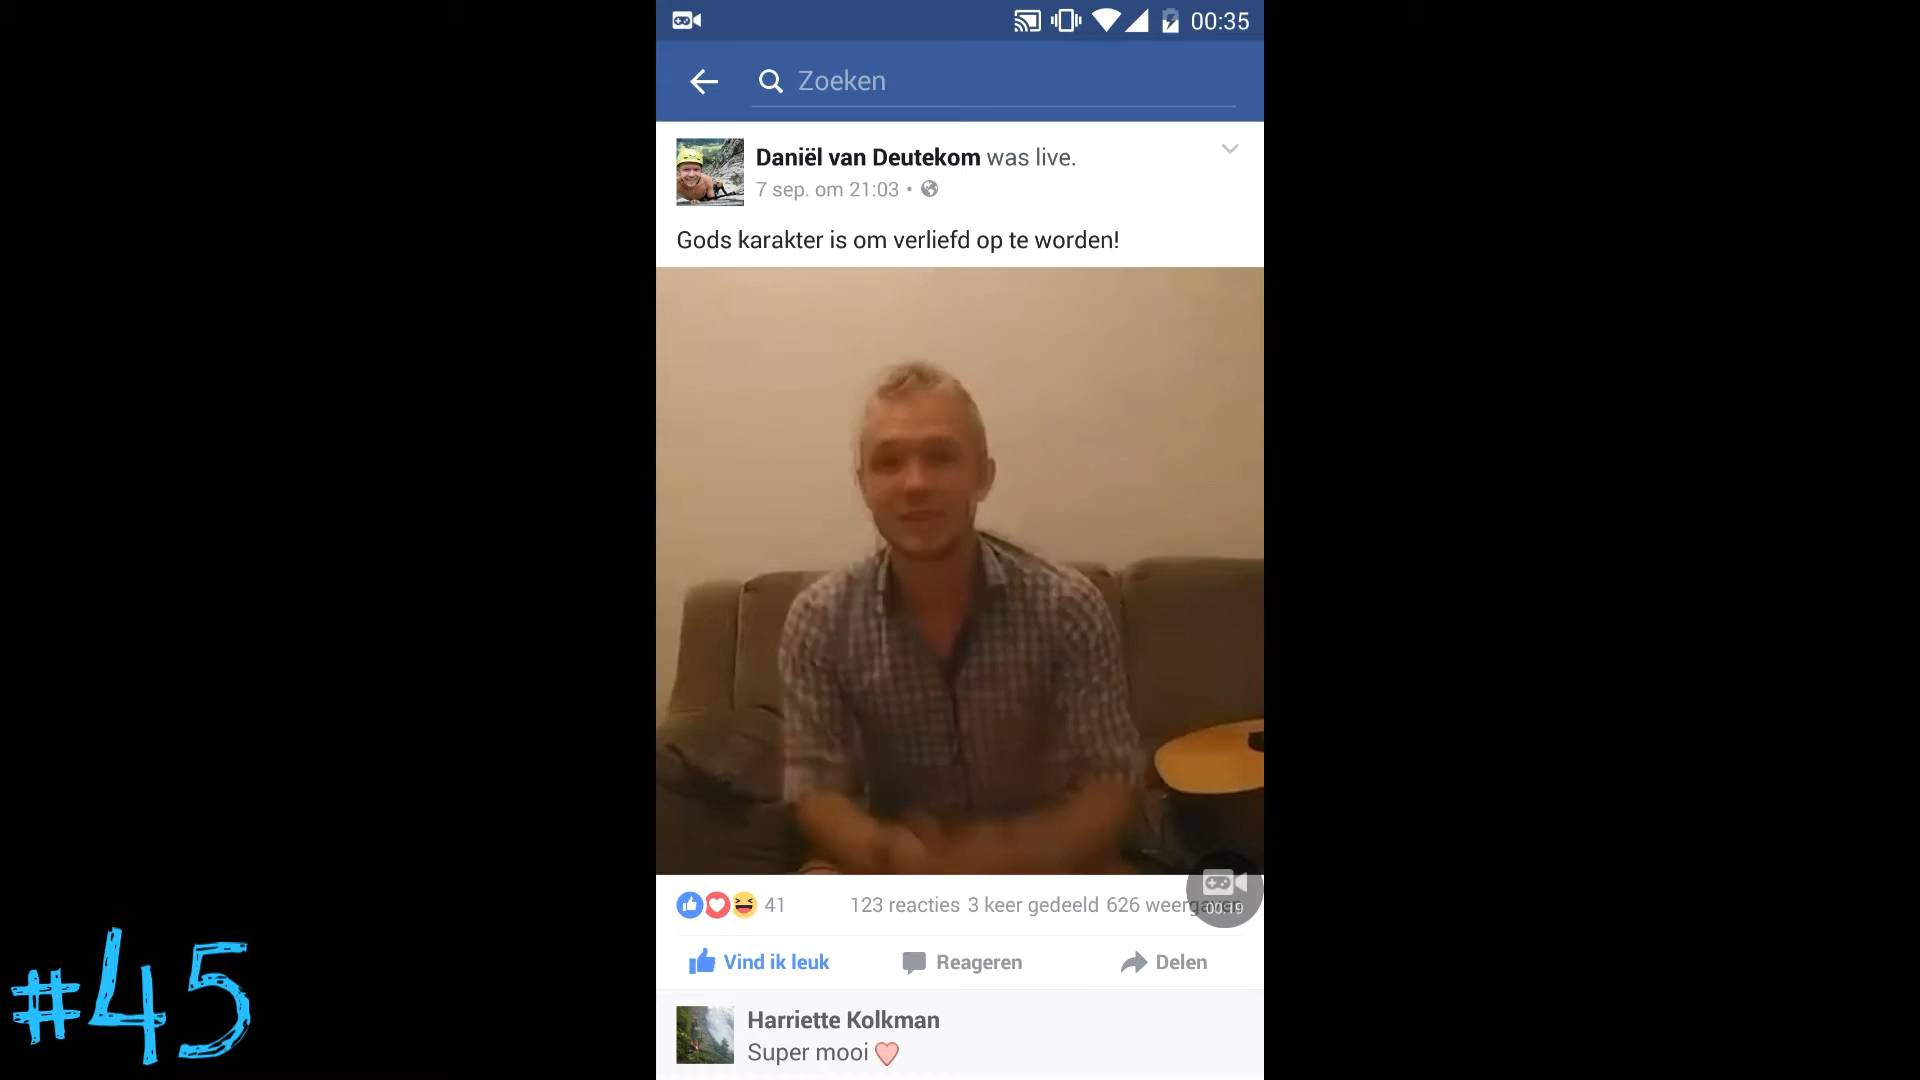 00:35
Zoeken
Daniël van Deutekom was live.
7 sep. om 21:03 •
Gods karakter is om verliefd op te worden!
41 123 reacties 3 keer gedeeld 626
00:19
Vind ik leuk Reageren Delen
Harriette Kolkman
Super mooi
#45